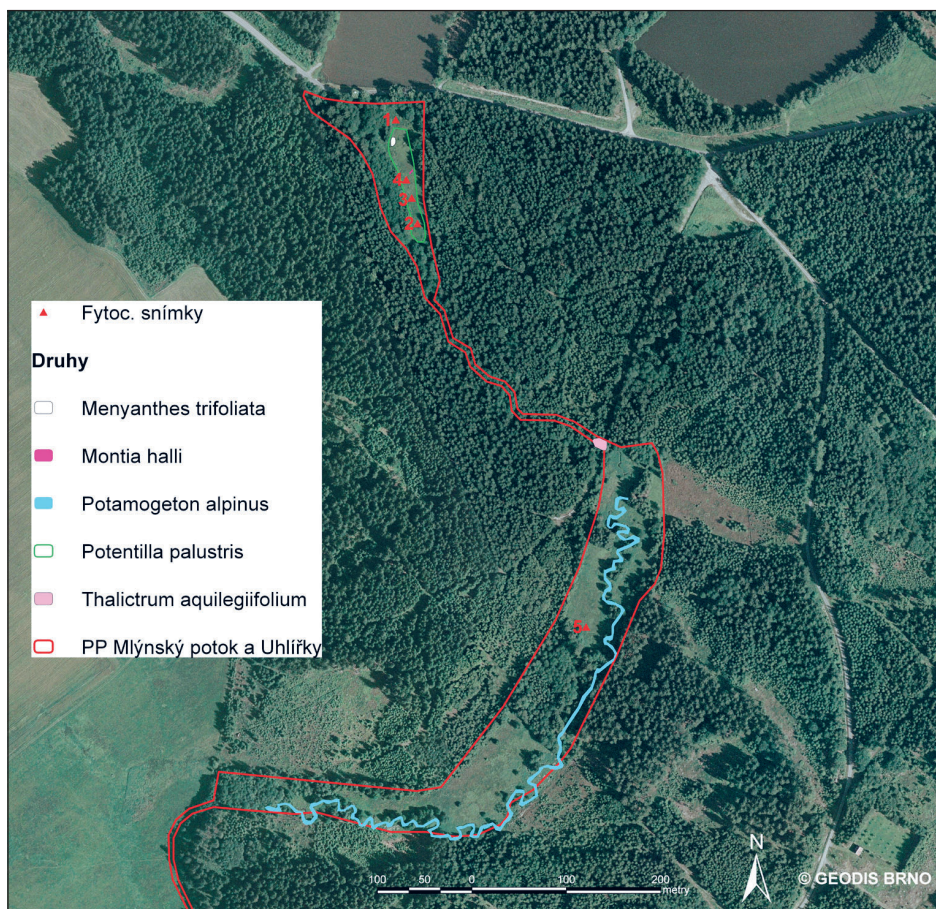 1
4
3
2
Fytoc. snímky
Druhy
Menyanthes trifoliata
Montia halli
Potamogeton alpinus
Potentilla palustris
Thalictrum aquilegiifolium
PP Mlýnský potok a Uhlířky
5
N
100 0 100 200
metry
© GEODIS BRNO